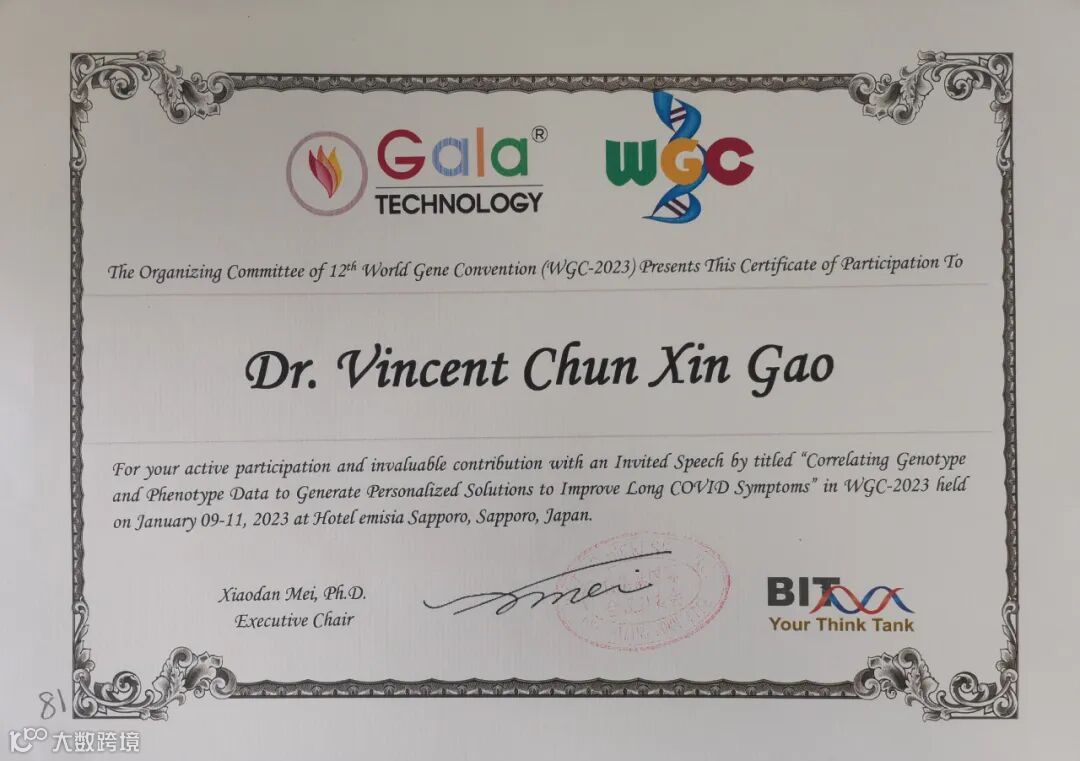 Gala®
TECHNOLOGY
WGC
The Organizing Committee of 12th World Gene Convention (WGC-2023) Presents This Certificate of Participation To
Dr. Vincent Chun Xin Gao
For your active participation and invaluable contribution with an Invited Speech by titled “Correlating Genotype
and Phenotype Data to Generate Personalized Solutions to Improve Long COVID Symptoms” in WGC-2023 held
on January 09-11, 2023 at Hotel emisia Sapporo, Sapporo, Japan.
Xiaodan Mei, Ph.D.
Executive Chair
BIT
Your Think Tank
81
大数跨境